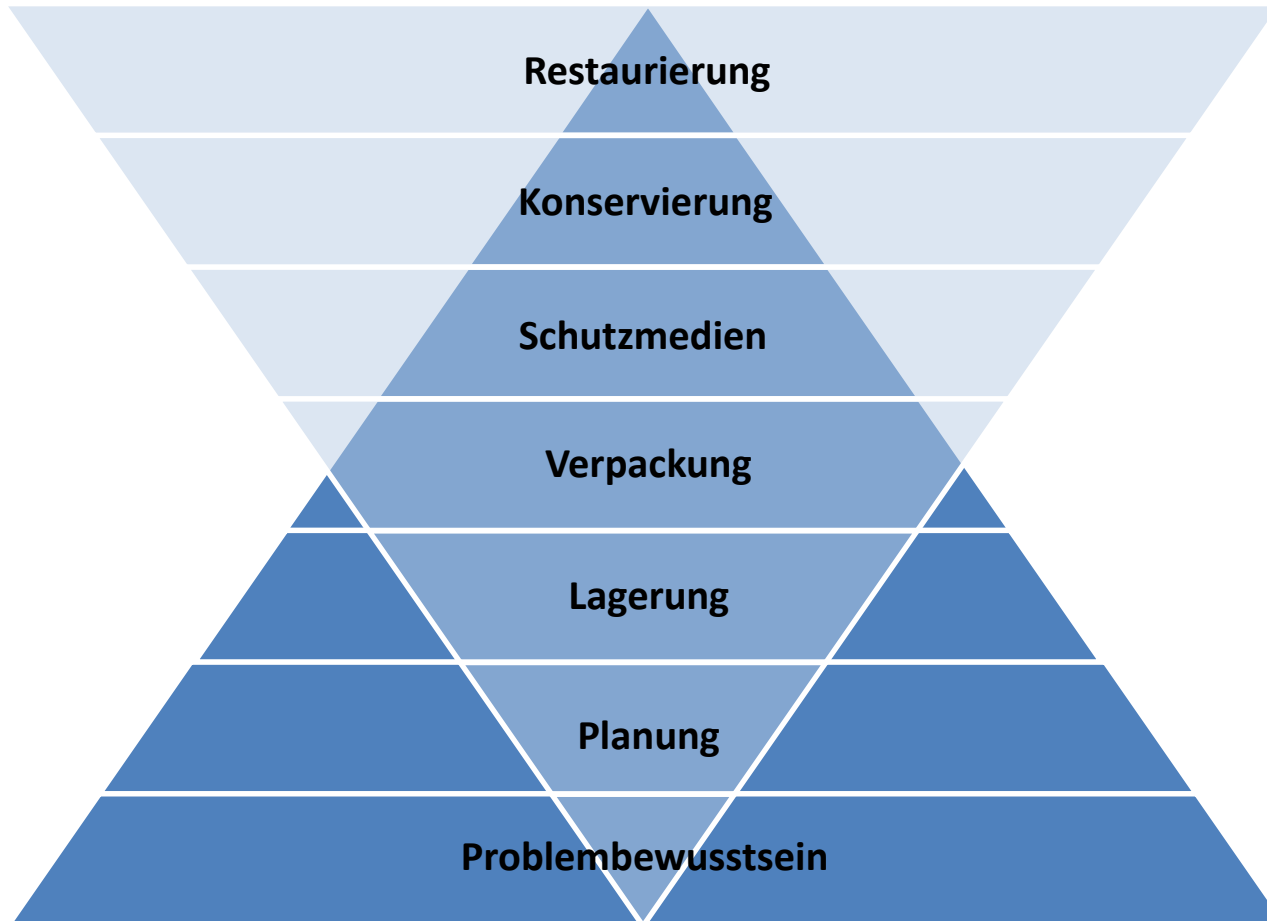 Restaurierung
Konservierung
Schutzmedien
Verpackung
Lagerung
Planung
Problembewusstsein